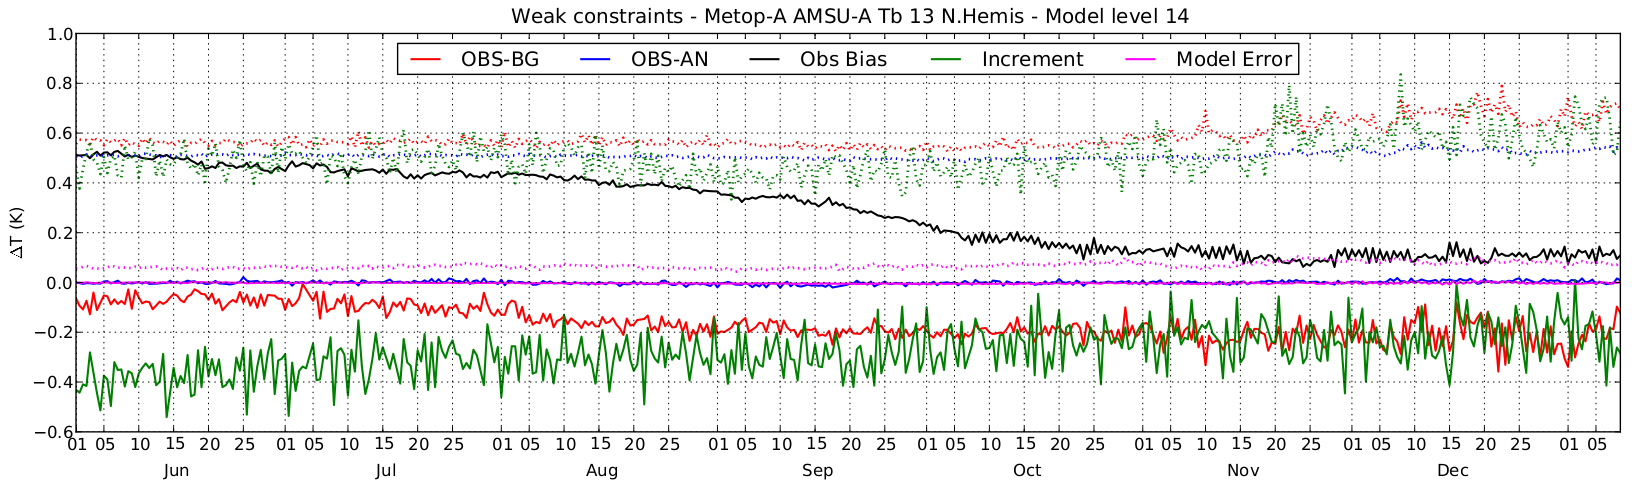 Weak constraints - Metop-A AMSU-A Tb 13 N.Hemis - Model level 14
OBS-BG OBS-AN Obs Bias Increment Model Error
ΔT (K)
1.0
0.8
0.6
0.4
0.2
0.0
−0.2
−0.4
−0.6
01 05 10 15 20 25 01 05 10 15 20 25 01 05 10 15 20 25 01 05 10 15 20 25 01 05 10 15 20 25 01 05 10 15 20 25 01 05 10 15 20 25 01 05
Jun Jul Aug Sep Oct Nov Dec